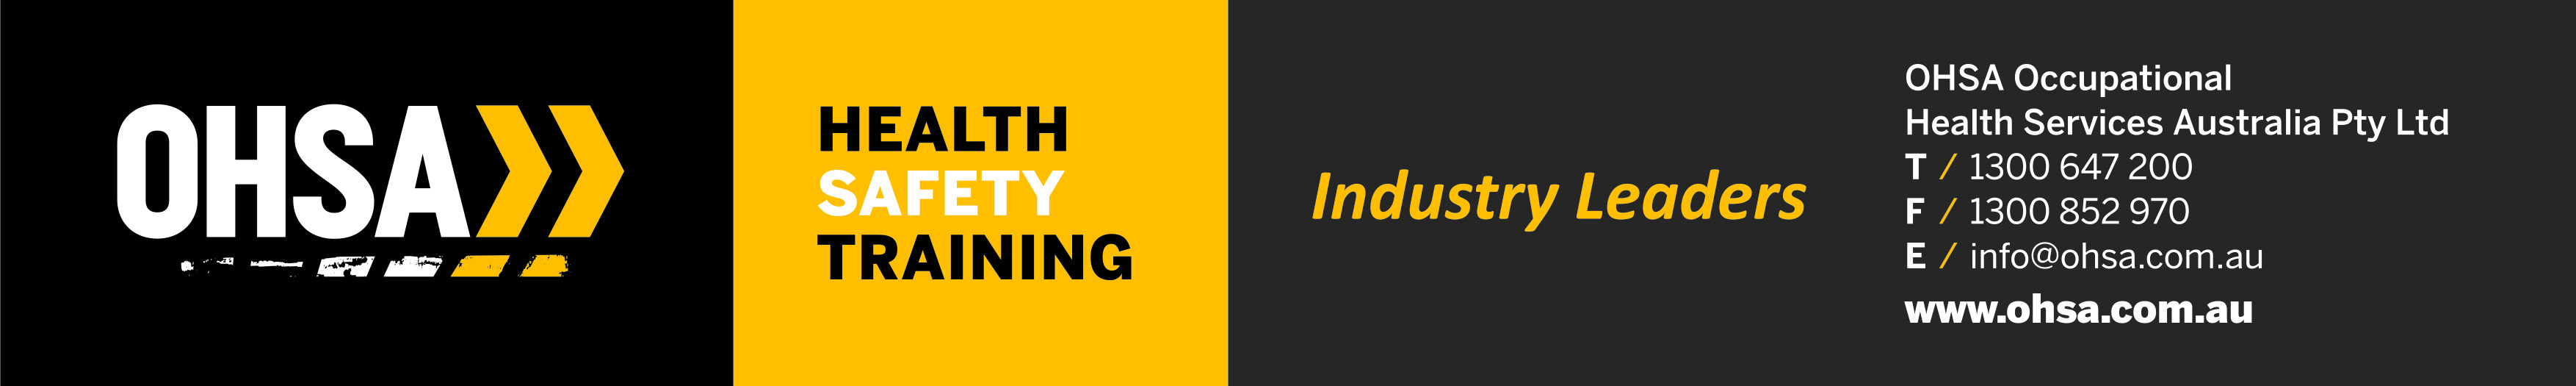 OHSA
HEALTH
SAFETY
TRAINING
Industry Leaders
OHSA Occupational
Health Services Australia Pty Ltd
T / 1300 647 200
F / 1300 852 970
E / info@ohsa.com.au
www.ohsa.com.au